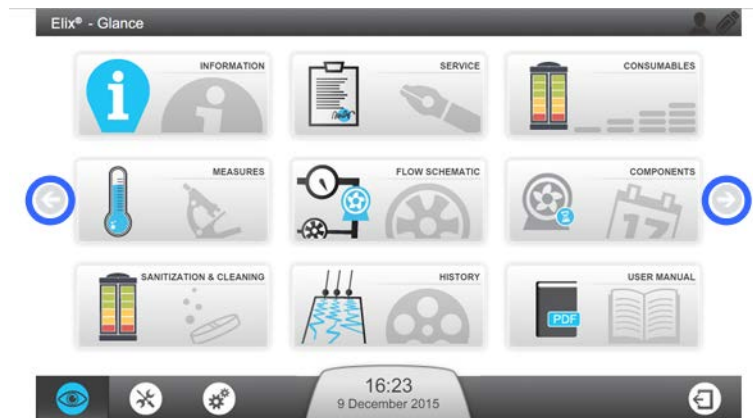 Elix® - Glance
INFORMATION
SERVICE
CONSUMABLES
MEASURES
FLOW SCHEMATIC
COMPONENTS
17
SANITIZATION & CLEANING
HISTORY
USER MANUAL
PDF
16:23
9 December 2015